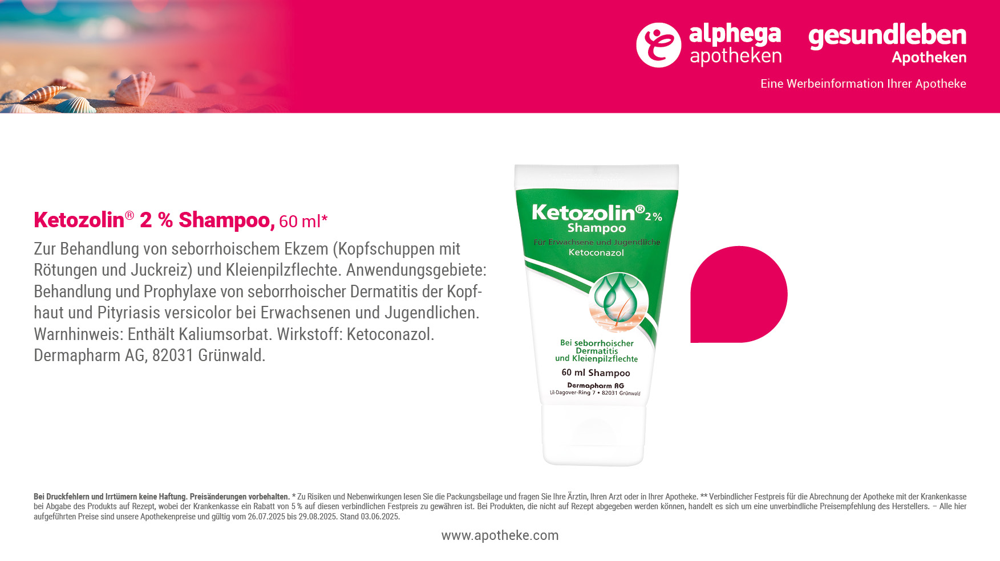 alphega
apotheken
gesundleben
Apotheken
Eine Werbeinformation Ihrer Apotheke
Ketozolin® 2 % Shampoo, 60 ml*
Zur Behandlung von seborrhoischem Ekzem (Kopfschuppen mit
Rötungen und Juckreiz) und Kleienpilzflechte. Anwendungsgebiete:
Behandlung und Prophylaxe von seborrhoischer Dermatitis der Kopf-
haut und Pityriasis versicolor bei Erwachsenen und Jugendlichen.
Warnhinweis: Enthält Kaliumsorbat. Wirkstoff: Ketoconazol.
Dermapharm AG, 82031 Grünwald.
Ketozolin® 2 %
Shampoo
Für Erwachsene und Jugendliche
Ketoconazol
Bei seborrhoischer
Dermatitis
und Kleienpilzflechte
60 ml Shampoo
Dermapharm AG
Lil-Dagover-Ring 7 • 82031 Grünwald
Bei Druckfehlern und Irrtümern keine Haftung. Preisänderungen vorbehalten. * Zu Risiken und Nebenwirkungen lesen Sie die Packungsbeilage und fragen Sie Ihre Ärztin, Ihren Arzt oder in Ihrer Apotheke. ** Verbindlicher Festpreis für die Abrechnung der Apotheke mit der Krankenkasse
bei Abgabe des Produkts auf Rezept, wobei der Krankenkasse ein Rabatt von 5 % auf diesen verbindlichen Festpreis zu gewähren ist. Bei Produkten, die nicht auf Rezept abgegeben werden können, handelt es sich um eine unverbindliche Preisempfehlung des Herstellers. – Alle hier
aufgeführten Preise sind unsere Apothekenpreise und gültig vom 26.07.2025 bis 29.08.2025. Stand 03.06.2025.
www.apotheke.com